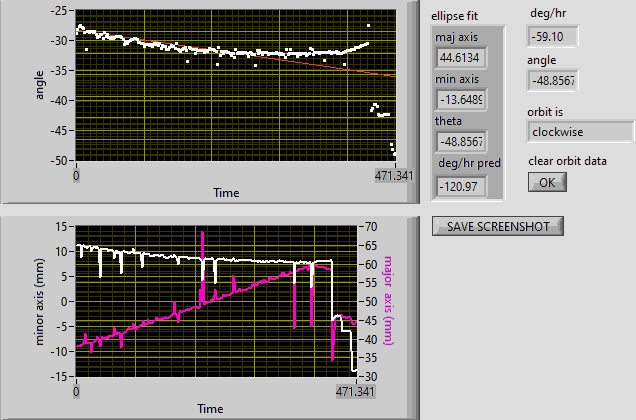 -25
-30
-35
-40
-45
-50
angle
0
471.341
Time
ellipse fit
maj axis
44.6134
min axis
-13.6489
theta
-48.8567
deg/hr pred
-120.97
deg/hr
-59.10
angle
-48.8567
orbit is
clockwise
clear orbit data
OK
SAVE SCREENSHOT
15
10
5
0
-5
-10
-15
minor axis (mm)
70
65
60
55
50
45
40
35
30
major axis (mm)
0
471.341
Time